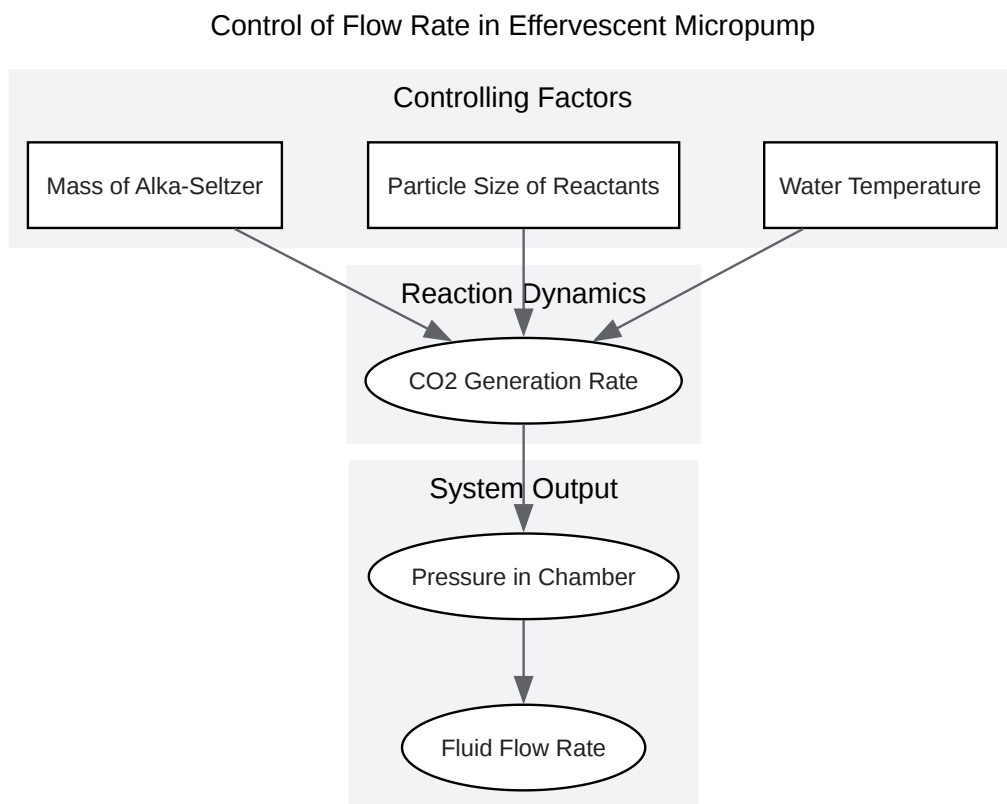 Control of Flow Rate in Effervescent Micropump
Controlling Factors
Mass of Alka-Seltzer
Particle Size of Reactants
Water Temperature
Reaction Dynamics
CO2 Generation Rate
System Output
Pressure in Chamber
Fluid Flow Rate